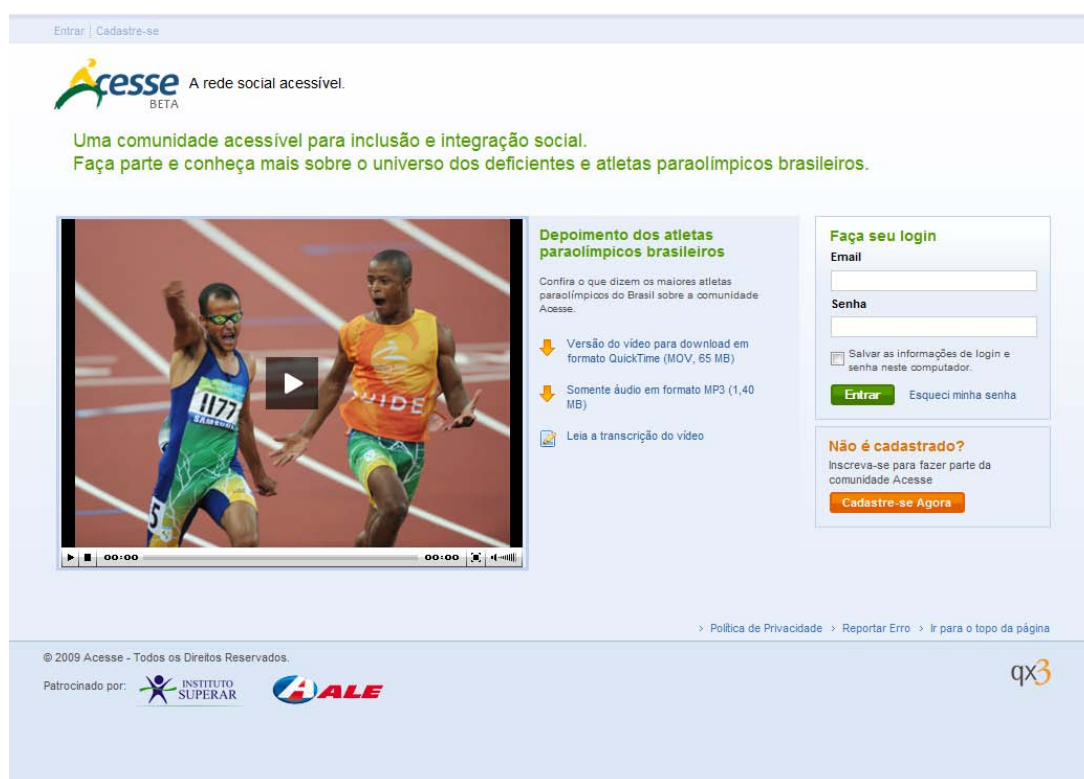 Entrar | Cadastre-se
Acesse
BETA
A rede social acessível.
Uma comunidade acessível para inclusão e integração social.
Faça parte e conheça mais sobre o universo dos deficientes e atletas paraolímpicos brasileiros.
1177
SAMSUNG
GUIDE
5
00:00
00:00
Depoimento dos atletas
paraolímpicos brasileiros
Confira o que dizem os maiores atletas
paraolímpicos do Brasil sobre a comunidade
Acesse.
Versão do vídeo para download em
formato QuickTime (MOV, 65 MB)
Somente áudio em formato MP3 (1,40
MB)
Leia a transcrição do vídeo
Faça seu login
Email
Senha
Salvar as informações de login e
senha neste computador.
Entrar
Esqueci minha senha
Não é cadastrado?
Inscreva-se para fazer parte da
comunidade Acesse
Cadastre-se Agora
> Política de Privacidade > Reportar Erro > Ir para o topo da página
© 2009 Acesse - Todos os Direitos Reservados.
Patrocinado por:
INSTITUTO
SUPERAR
ALE
qx3